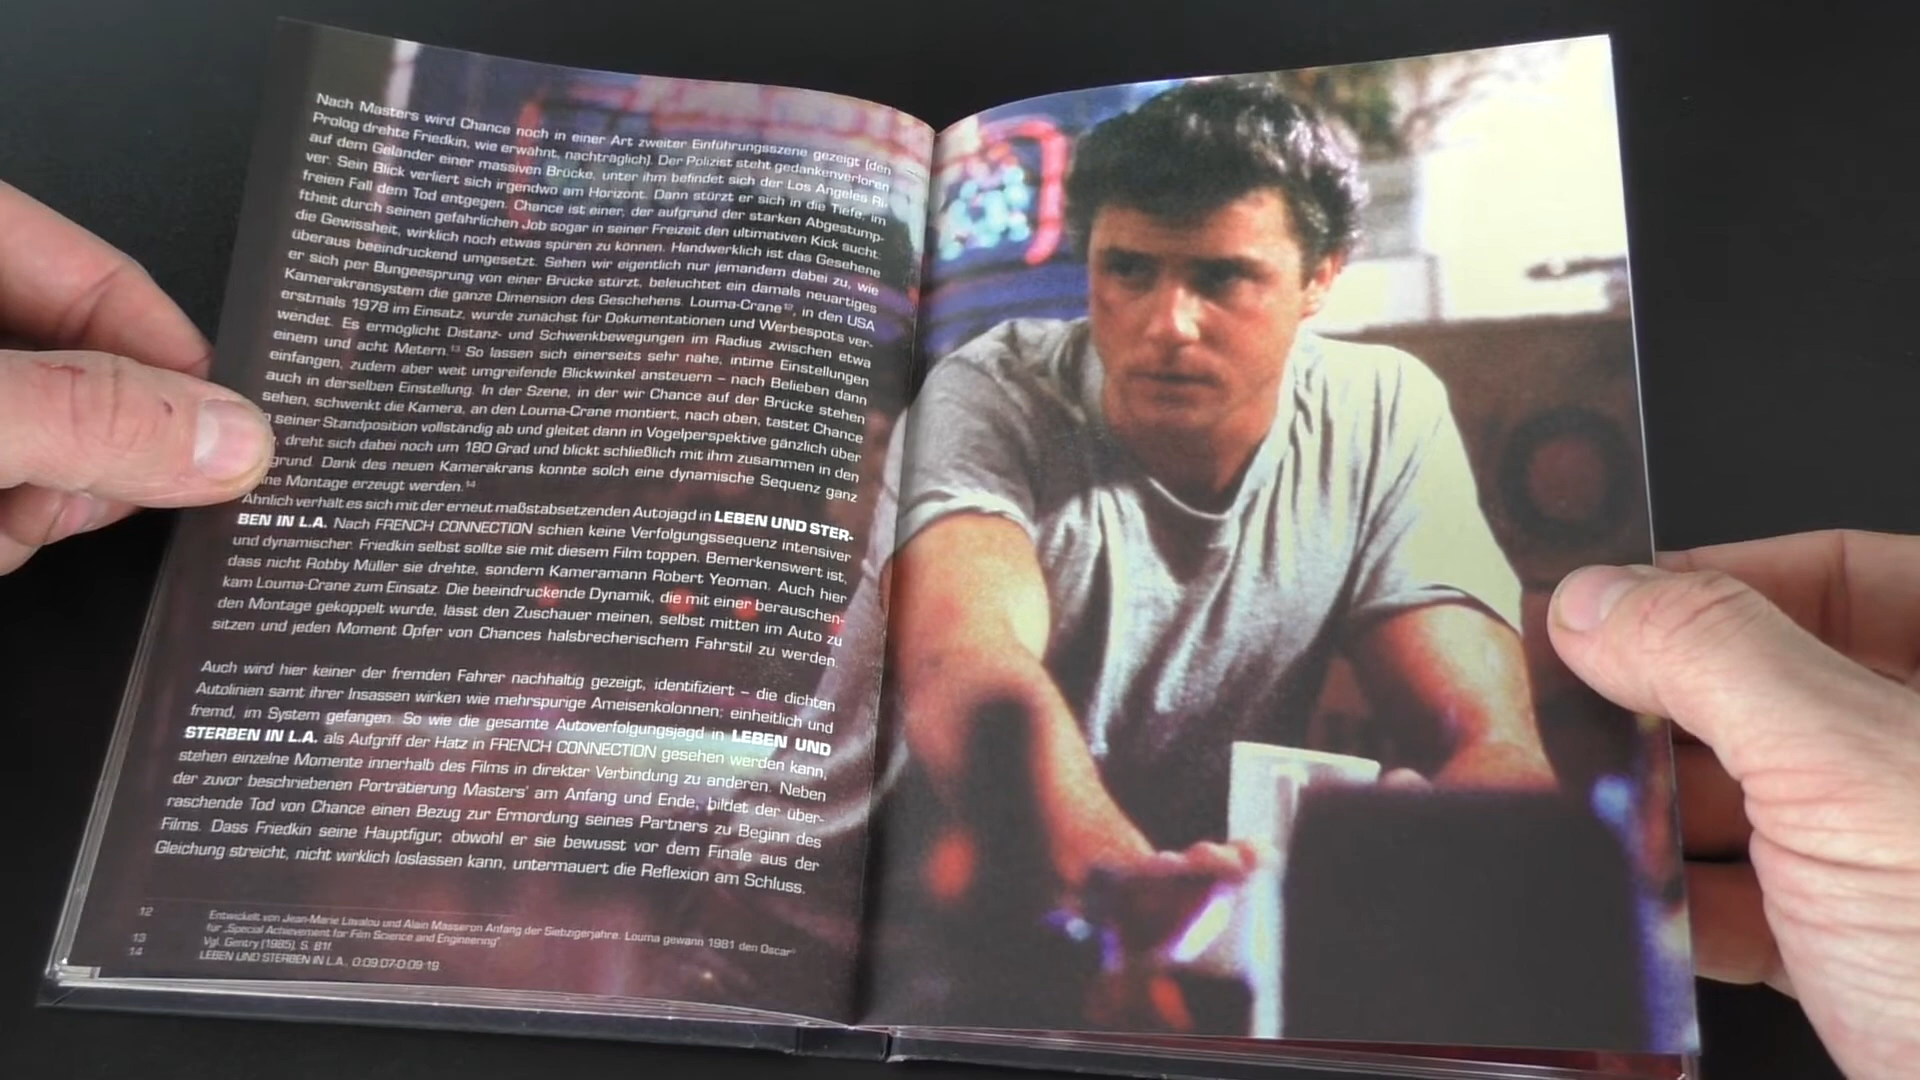 Nach Masters wird Chance noch in einer Art zweiter Einführungsszene gezeigt (den
Prolog drehte Friedkin, wie erwähnt, nachträglich). Der Polizist steht gedankenverloren
auf dem Geländer einer massiven Brücke, unter ihm befindet sich der Los Angeles Ri-
ver. Sein Blick verliert sich irgendwo am Horizont. Dann stürzt er sich in die Tiefe, im
freien Fall dem Tod entgegen. Chance ist einer, der aufgrund der starken Abgestump-
ftheit durch seinen gefährlichen Job sogar in seiner Freizeit den ultimativen Kick sucht:
die Gewissheit, wirklich noch etwas spüren zu können. Handwerklich ist das Gesehene
überaus beeindruckend umgesetzt. Sehen wir eigentlich nur jemandem dabei zu, wie
er sich per Bungeesprung von einer Brücke stürzt, beleuchtet ein damals neuartiges
Kamerakransystem die ganze Dimension des Geschehens. Louma-Crane¹², in den USA
erstmals 1978 im Einsatz, wurde zunächst für Dokumentationen und Werbespots ver-
wendet. Es ermöglicht Distanz- und Schwenkbewegungen im Radius zwischen etwa
einem und acht Metern.¹³ So lassen sich einerseits sehr nahe, intime Einstellungen
einfangen, zudem aber weit umgreifende Blickwinkel ansteuern – nach Belieben dann
auch in derselben Einstellung. In der Szene, in der wir Chance auf der Brücke stehen
sehen, schwenkt die Kamera, an den Louma-Crane montiert, nach oben, tastet Chance
seiner Standposition vollständig ab und gleitet dann in Vogelperspektive gänzlich über
, dreht sich dabei noch um 180 Grad und blickt schließlich mit ihm zusammen in den
grund. Dank des neuen Kamerakrans konnte solch eine dynamische Sequenz ganz
ne Montage erzeugt werden.¹⁴
Ähnlich verhält es sich mit der erneut maßstabsetzenden Autojagd in LEBEN UND STER-
BEN IN L.A. Nach FRENCH CONNECTION schien keine Verfolgungssequenz intensiver
und dynamischer. Friedkin selbst sollte sie mit diesem Film toppen. Bemerkenswert ist,
dass nicht Robby Müller sie drehte, sondern Kameramann Robert Yeoman. Auch hier
kam Louma-Crane zum Einsatz. Die beeindruckende Dynamik, die mit einer berauschen-
den Montage gekoppelt wurde, lässt den Zuschauer meinen, selbst mitten im Auto zu
sitzen und jeden Moment Opfer von Chances halsbrecherischem Fahrstil zu werden.
Auch wird hier keiner der fremden Fahrer nachhaltig gezeigt, identifiziert – die dichten
Autolinien samt ihrer Insassen wirken wie mehrspurige Ameisenkolonnen; einheitlich und
fremd, im System gefangen. So wie die gesamte Autoverfolgungsjagd in LEBEN UND
STERBEN IN L.A. als Aufgriff der Hatz in FRENCH CONNECTION gesehen werden kann,
stehen einzelne Momente innerhalb des Films in direkter Verbindung zu anderen. Neben
der zuvor beschriebenen Porträtierung Masters' am Anfang und Ende, bildet der über-
raschende Tod von Chance einen Bezug zur Ermordung seines Partners zu Beginn des
Films. Dass Friedkin seine Hauptfigur, obwohl er sie bewusst vor dem Finale aus der
Gleichung streicht, nicht wirklich loslassen kann, untermauert die Reflexion am Schluss.
12 Entwickelt von Jean-Marie Lavalou und Alain Masseron Anfang der Siebzigerjahre. Louma gewann 1981 den Oscar®
für „Special Achievement for Film Science and Engineering".
13 Vgl. Gentry (1985), S. 81f.
14 LEBEN UND STERBEN IN L.A., 0:09:07-0:09:19